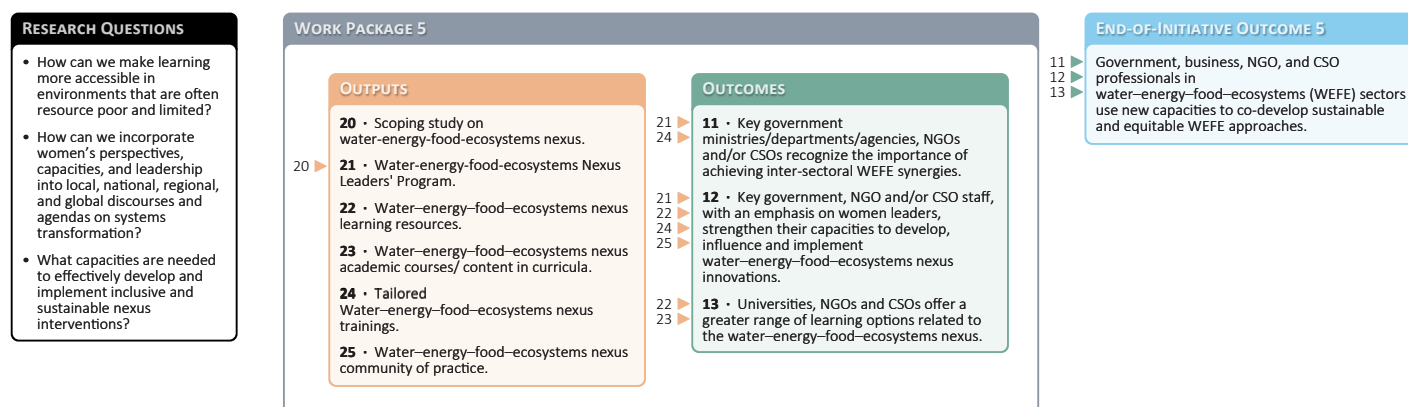 RESEARCH QUESTIONS
• How can we make learning
more accessible in
environments that are often
resource poor and limited?
• How can we incorporate
women's perspectives,
capacities, and leadership
into local, national, regional,
and global discourses and
agendas on systems
transformation?
• What capacities are needed
to effectively develop and
implement inclusive and
sustainable nexus
interventions?
WORK PACKAGE 5
OUTPUTS
20 · Scoping study on
water-energy-food-ecosystems nexus.
20
21 · Water-energy-food-ecosystems Nexus
Leaders' Program.
22 · Water–energy–food–ecosystems nexus
learning resources.
23 · Water–energy–food–ecosystems nexus
academic courses/ content in curricula.
24 · Tailored
Water–energy–food–ecosystems nexus
trainings.
25 · Water–energy–food–ecosystems nexus
community of practice.
OUTCOMES
21
24
11 · Key government
ministries/departments/agencies, NGOs
and/or CSOs recognize the importance of
achieving inter-sectoral WEFE synergies.
21
22
24
25
12 · Key government, NGO and/or CSO staff,
with an emphasis on women leaders,
strengthen their capacities to develop,
influence and implement
water–energy–food–ecosystems nexus
innovations.
22
23
13 · Universities, NGOs and CSOs offer a
greater range of learning options related to
the water–energy–food–ecosystems nexus.
END-OF-INITIATIVE OUTCOME 5
11
12
13
Government, business, NGO, and CSO
professionals in
water–energy–food–ecosystems (WEFE) sectors
use new capacities to co-develop sustainable
and equitable WEFE approaches.